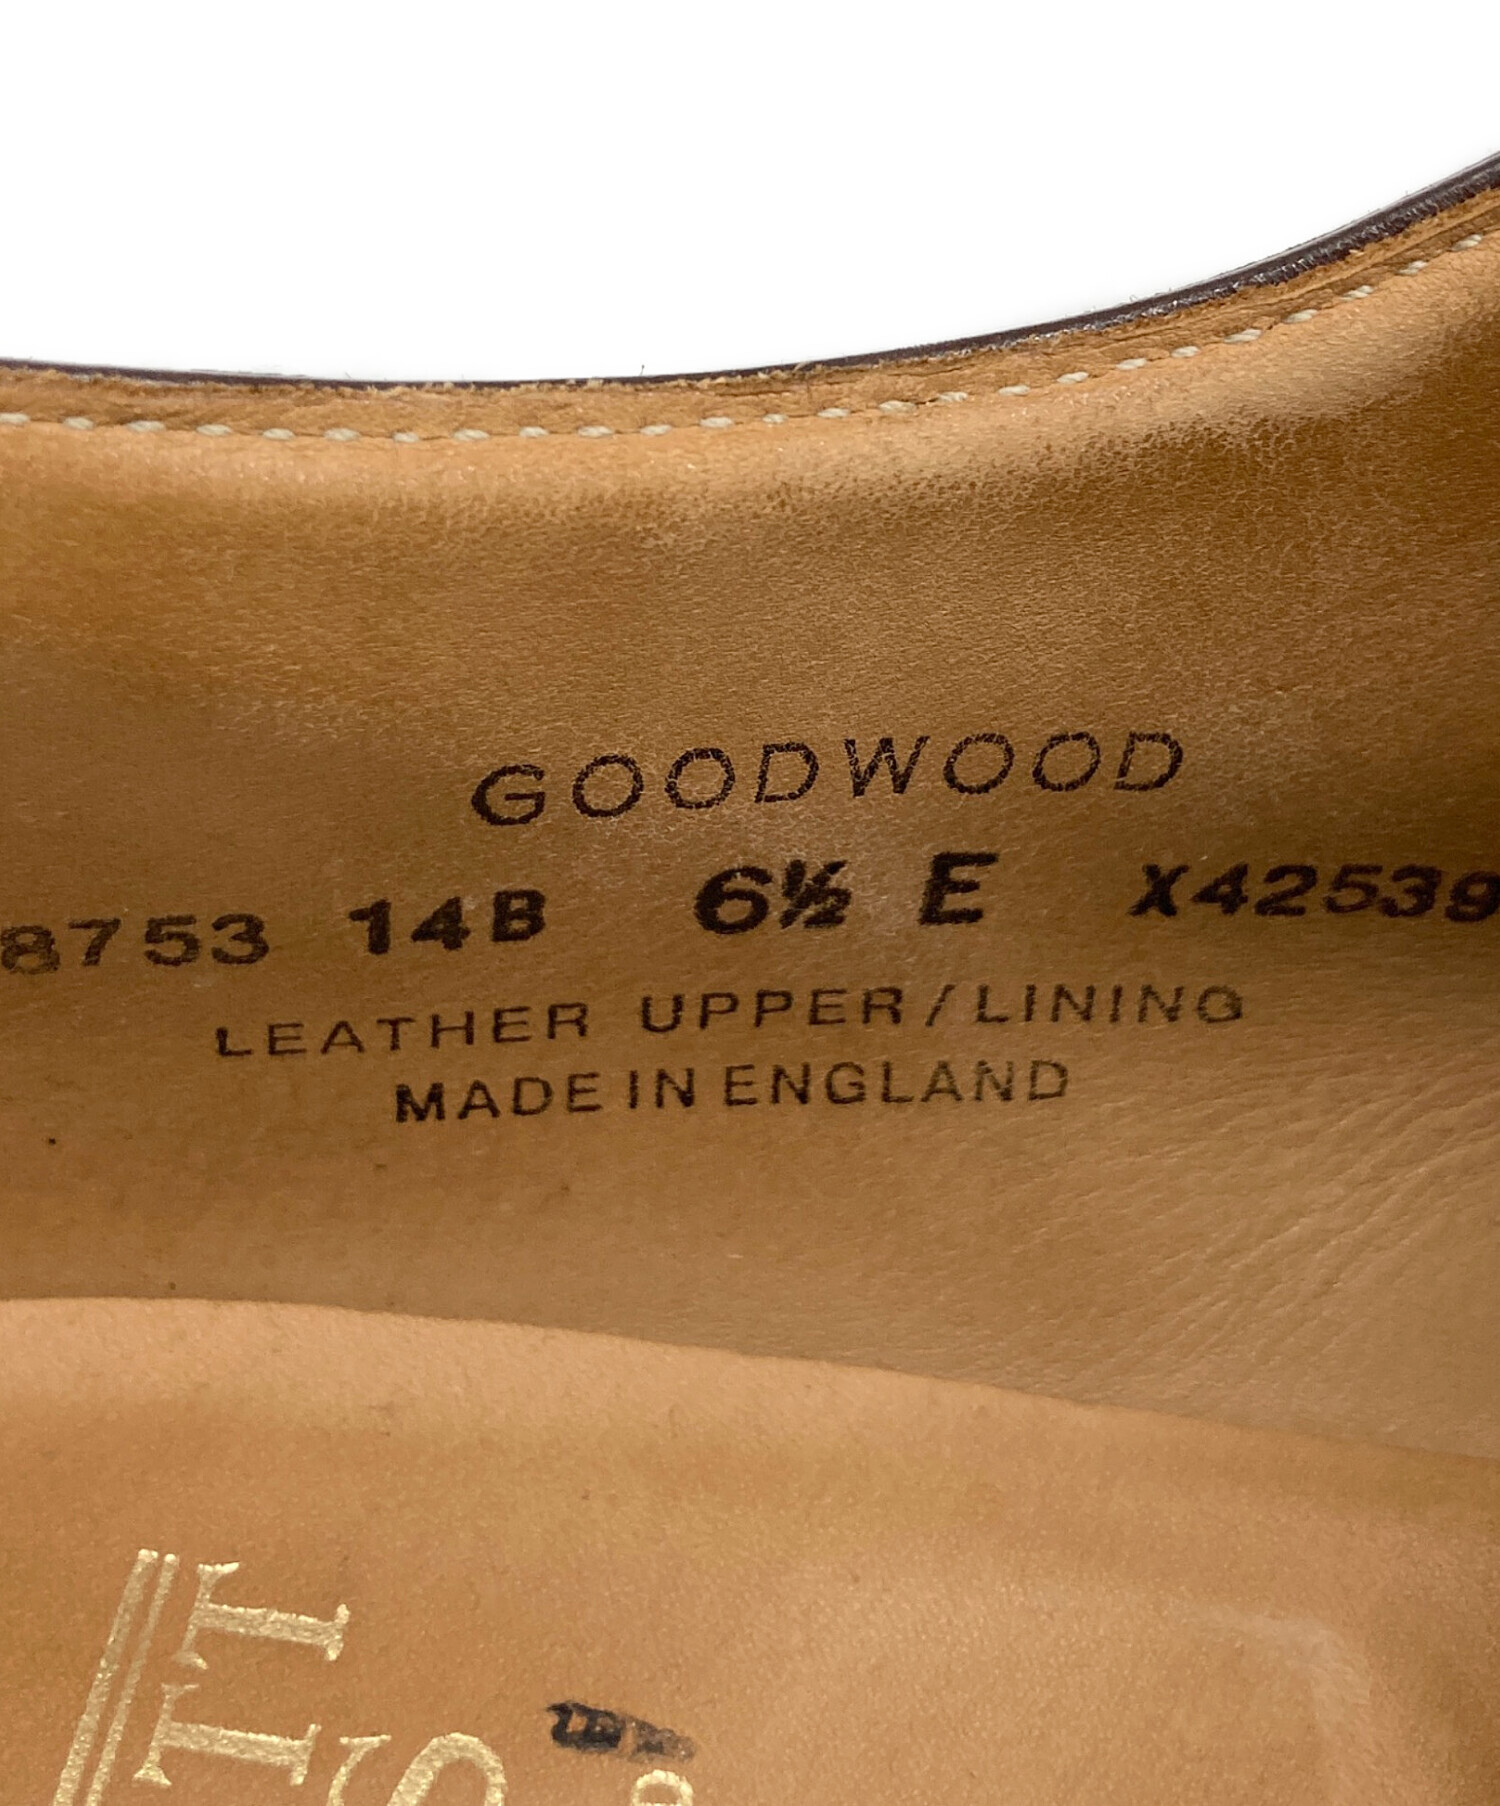 GOODWOOD
8753 14B 6½ E X42539
LEATHER UPPER/LINING
MADE IN ENGLAND